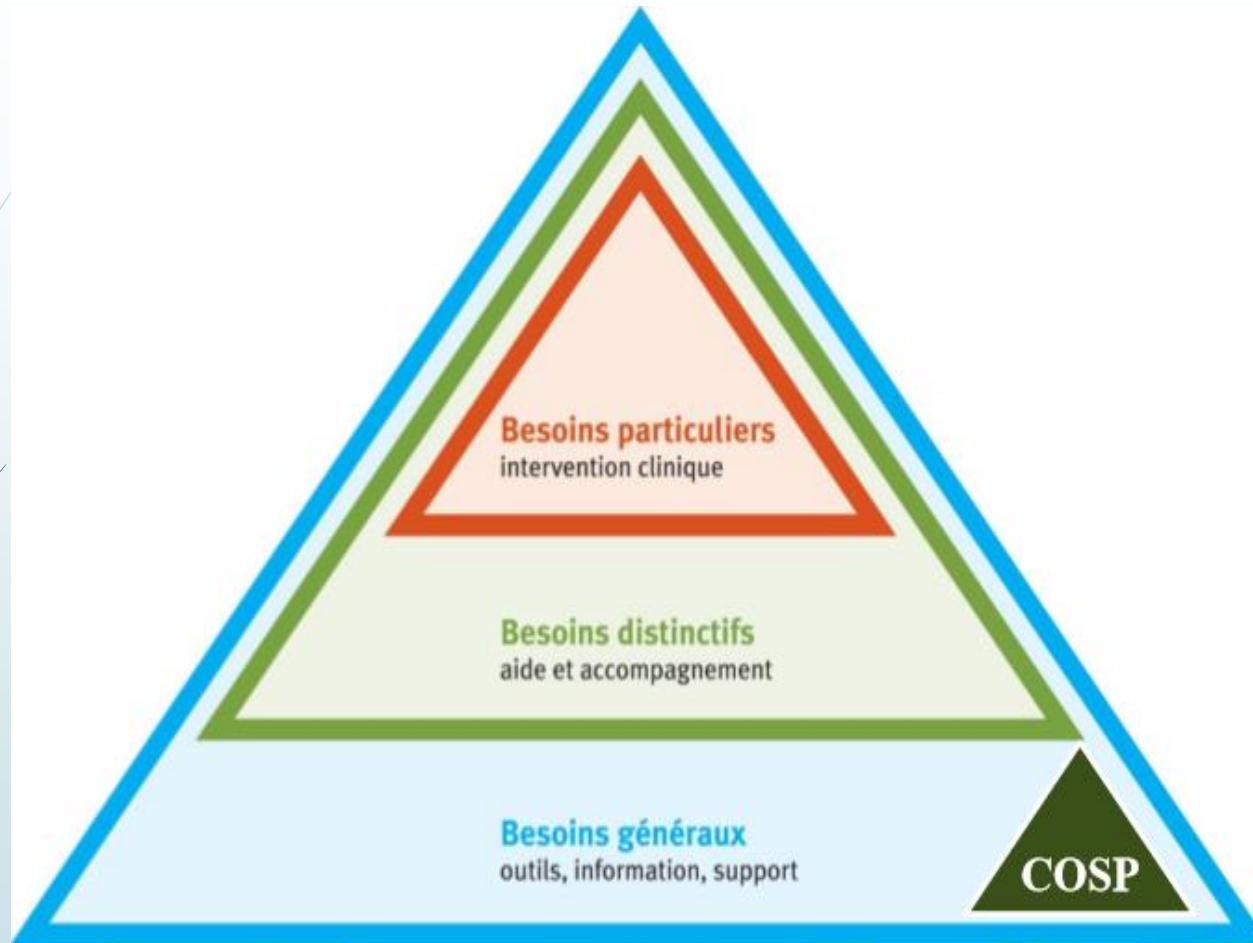 Besoins particuliers
intervention clinique
Besoins distinctifs
aide et accompagnement
Besoins généraux
outils, information, support
COSP